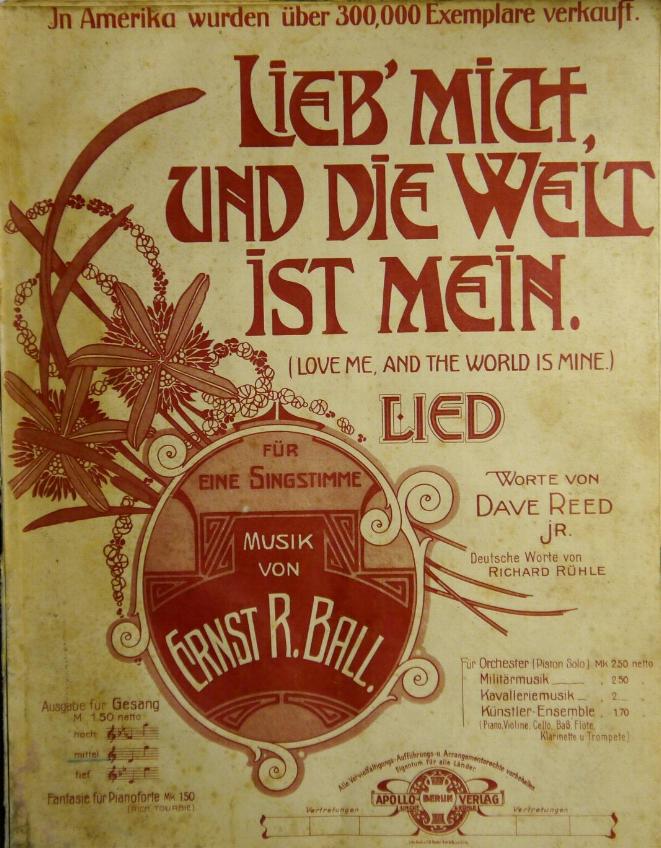 In Amerika wurden über 300,000 Exemplare verkauft.
LIEB' MICH,
UND DIE WELT
IST MEIN.
(LOVE ME, AND THE WORLD IS MINE.)
LIED
FÜR
EINE SINGSTIMME
WORTE VON
DAVE REED
JR.
Deutsche Worte von
RICHARD RÜHLE
MUSIK
VON
ERNST R. BALL.
Für Orchester (Piston Solo) Mk 2.50 netto
Militärmusik " 2.50
Kavalleriemusik " 2._
Künstler-Ensemble " 1.70
(Piano, Violine, Cello, Baß, Flöte,
Klarinette u Trompete)
Ausgabe für Gesang
M 1.50 netto
hoch
mittel
tief
Fantasie für Pianoforte Mk 1.50
(RICH. TOURBIÉ)
Alle Vervielfältigungs-Aufführungs-u Arrangementsrechte vorbehalten
Eigentum für alle Länder.
APOLLO BERLIN VERLAG
Vertretungen Vertretungen